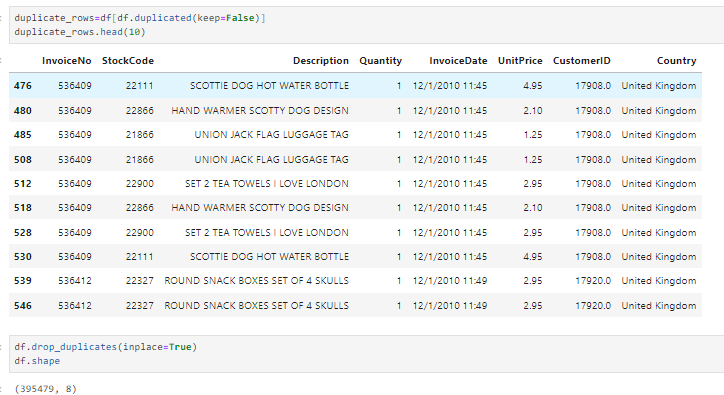 duplicate_rows=df[df.duplicated(keep=False)]
duplicate_rows.head(10)
InvoiceNo StockCode Description Quantity InvoiceDate UnitPrice CustomerID Country
476 536409 22111 SCOTTIE DOG HOT WATER BOTTLE 1 12/1/2010 11:45 4.95 17908.0 United Kingdom
480 536409 22866 HAND WARMER SCOTTY DOG DESIGN 1 12/1/2010 11:45 2.10 17908.0 United Kingdom
485 536409 21866 UNION JACK FLAG LUGGAGE TAG 1 12/1/2010 11:45 1.25 17908.0 United Kingdom
508 536409 21866 UNION JACK FLAG LUGGAGE TAG 1 12/1/2010 11:45 1.25 17908.0 United Kingdom
512 536409 22900 SET 2 TEA TOWELS I LOVE LONDON 1 12/1/2010 11:45 2.95 17908.0 United Kingdom
518 536409 22866 HAND WARMER SCOTTY DOG DESIGN 1 12/1/2010 11:45 2.10 17908.0 United Kingdom
528 536409 22900 SET 2 TEA TOWELS I LOVE LONDON 1 12/1/2010 11:45 2.95 17908.0 United Kingdom
530 536409 22111 SCOTTIE DOG HOT WATER BOTTLE 1 12/1/2010 11:45 4.95 17908.0 United Kingdom
539 536412 22327 ROUND SNACK BOXES SET OF 4 SKULLS 1 12/1/2010 11:49 2.95 17920.0 United Kingdom
546 536412 22327 ROUND SNACK BOXES SET OF 4 SKULLS 1 12/1/2010 11:49 2.95 17920.0 United Kingdom
df.drop_duplicates(inplace=True)
df.shape
(395479, 8)